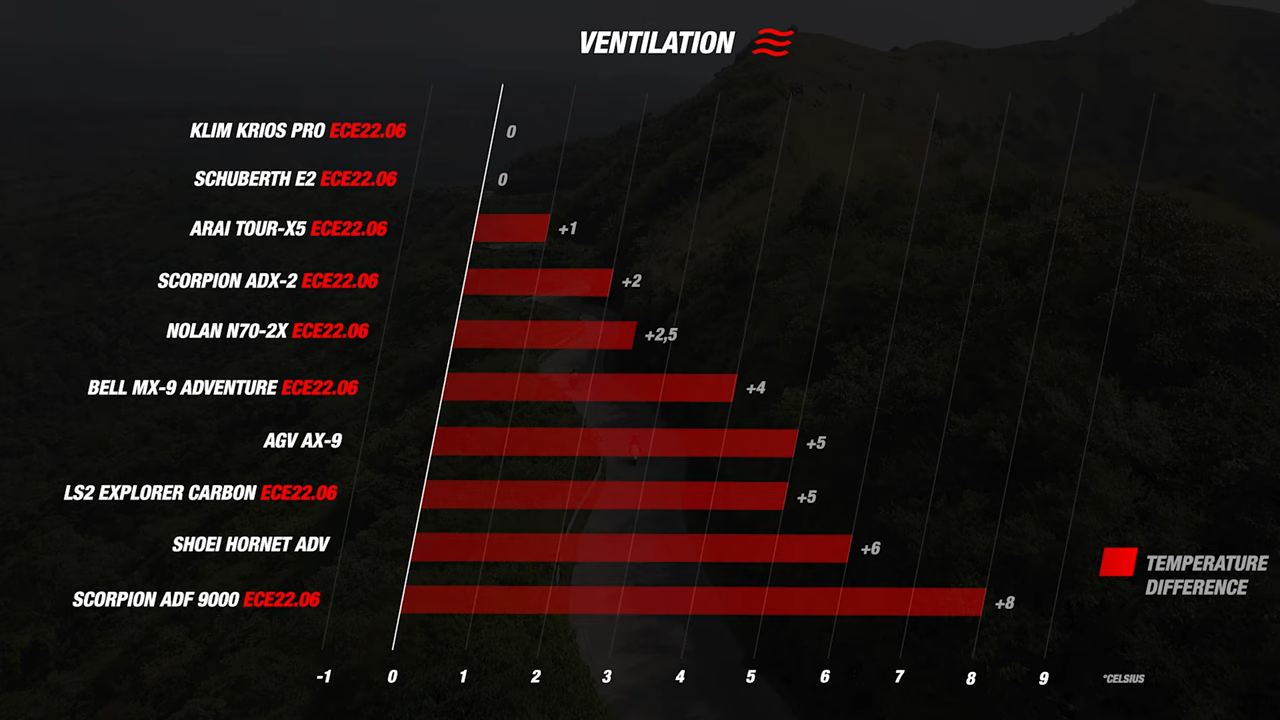 VENTILATION
KLIM KRIOS PRO ECE22.06 0
SCHUBERTH E2 ECE22.06 0
ARAI TOUR-X5 ECE22.06 +1
SCORPION ADX-2 ECE22.06 +2
NOLAN N70-2X ECE22.06 +2,5
BELL MX-9 ADVENTURE ECE22.06 +4
AGV AX-9 +5
LS2 EXPLORER CARBON ECE22.06 +5
SHOEI HORNET ADV +6
TEMPERATURE
DIFFERENCE
SCORPION ADF 9000 ECE22.06 +8
-1 0 1 2 3 4 5 6 7 8 9 °CELSIUS